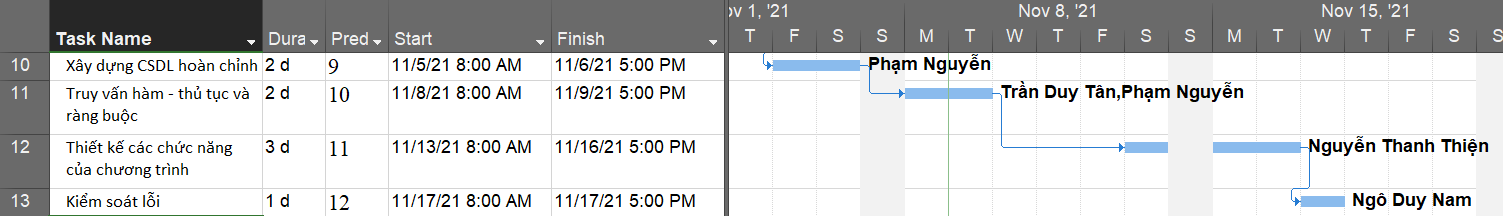 ov 1, '21 Nov 8, '21 Nov 15, '21
Task Name Dura Pred Start Finish T F S S M T W T F S S M T W T F S S
10 Xây dựng CSDL hoàn chỉnh 2 d 9 11/5/21 8:00 AM 11/6/21 5:00 PM Phạm Nguyễn
11 Truy vấn hàm - thủ tục và 2 d 10 11/8/21 8:00 AM 11/9/21 5:00 PM Trần Duy Tân,Phạm Nguyễn
ràng buộc
12 Thiết kế các chức năng 3 d 11 11/13/21 8:00 AM 11/16/21 5:00 PM Nguyễn Thanh Thiện
của chương trình
13 Kiểm soát lỗi 1 d 12 11/17/21 8:00 AM 11/17/21 5:00 PM Ngô Duy Nam